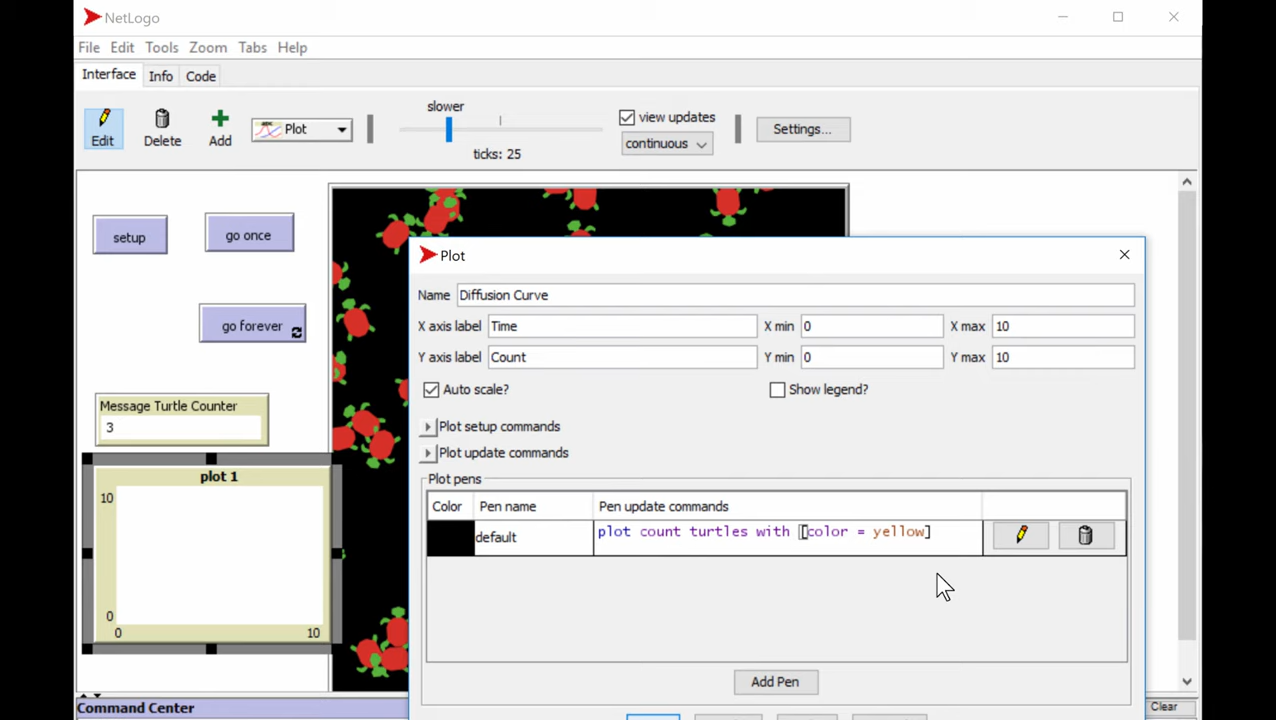 NetLogo
File Edit Tools Zoom Tabs Help
Interface Info Code
Edit Delete Add Plot slower ticks: 25 view updates continuous Settings...
setup go once
go forever
Message Turtle Counter
3
plot 1
10
0
0 10
Plot
Name Diffusion Curve
X axis label Time X min 0 X max 10
Y axis label Count Y min 0 Y max 10
Auto scale? Show legend?
Plot setup commands
Plot update commands
Plot pens
Color Pen name Pen update commands
default plot count turtles with [color = yellow]
Add Pen
Command Center Clear